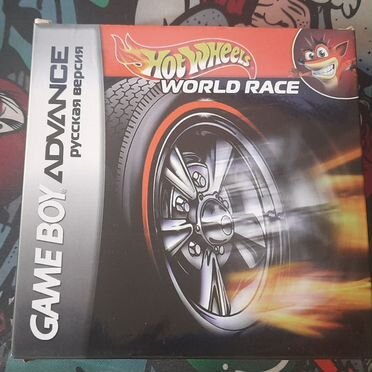 Hot Wheels
WORLD RACE
GAME BOY ADVANCE
русская версия